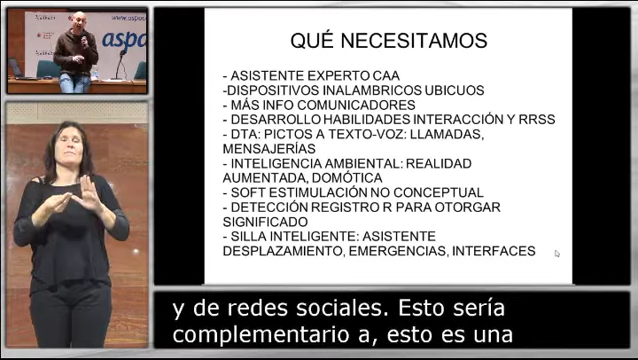 aspa
QUÉ NECESITAMOS
- ASISTENTE EXPERTO CAA
-DISPOSITIVOS INALAMBRICOS UBICUOS
- MÁS INFO COMUNICADORES
- DESARROLLO HABILIDADES INTERACCIÓN Y RRSS
- DTA: PICTOS A TEXTO-VOZ: LLAMADAS,
MENSAJERÍAS
- INTELIGENCIA AMBIENTAL: REALIDAD
AUMENTADA, DOMÓTICA
- SOFT ESTIMULACIÓN NO CONCEPTUAL
- DETECCIÓN REGISTRO R PARA OTORGAR
SIGNIFICADO
- SILLA INTELIGENTE: ASISTENTE
DESPLAZAMIENTO, EMERGENCIAS, INTERFACES
y de redes sociales. Esto sería
complementario a, esto es una